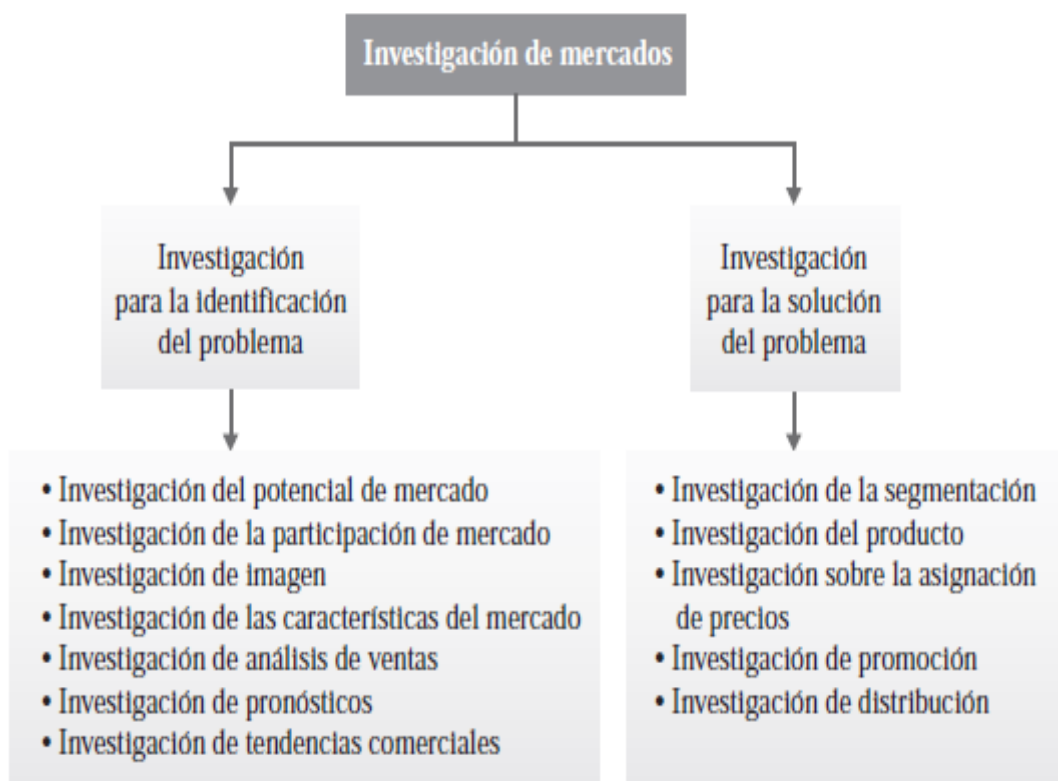 Investigación de mercados
Investigación
para la identificación
del problema
Investigación
para la solución
del problema
• Investigación del potencial de mercado
• Investigación de la participación de mercado
• Investigación de imagen
• Investigación de las características del mercado
• Investigación de análisis de ventas
• Investigación de pronósticos
• Investigación de tendencias comerciales
• Investigación de la segmentación
• Investigación del producto
• Investigación sobre la asignación
de precios
• Investigación de promoción
• Investigación de distribución